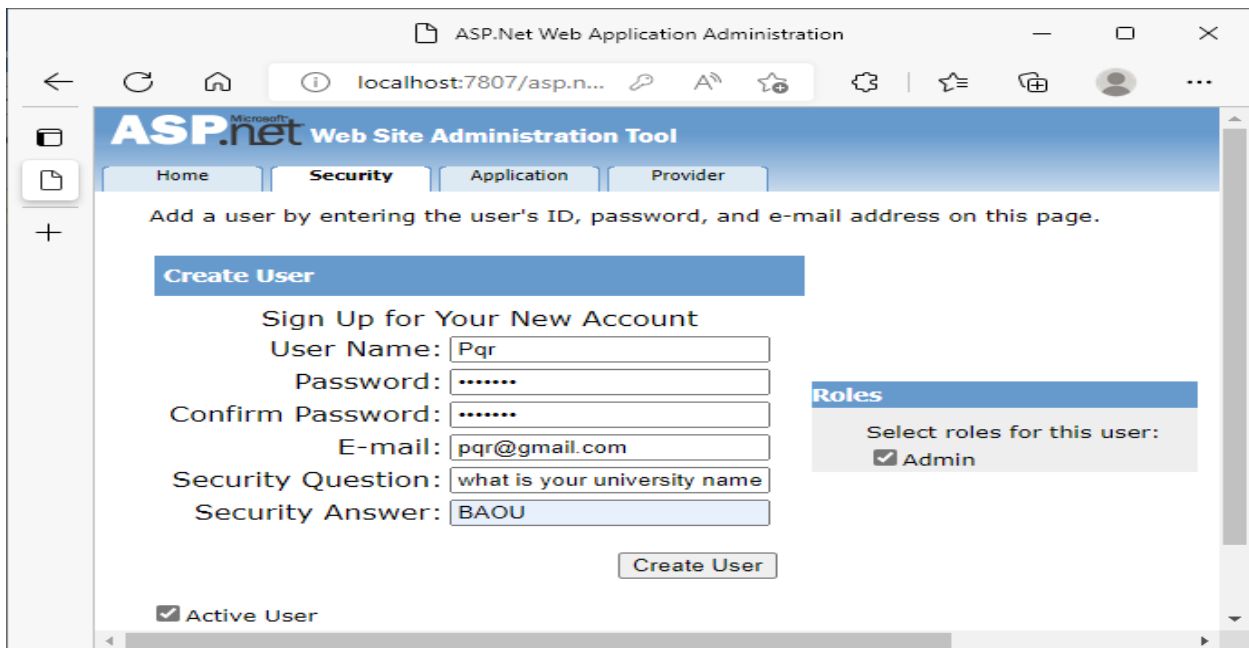 ASP.Net Web Application Administration
localhost:7807/asp.n...
Microsoft
ASP.net Web Site Administration Tool
Home Security Application Provider
Add a user by entering the user's ID, password, and e-mail address on this page.
Create User
Sign Up for Your New Account
User Name: Pqr
Password: •••••••
Confirm Password: •••••••
E-mail: pqr@gmail.com
Security Question: what is your university name
Security Answer: BAOU
Create User
Active User
Roles
Select roles for this user:
Admin